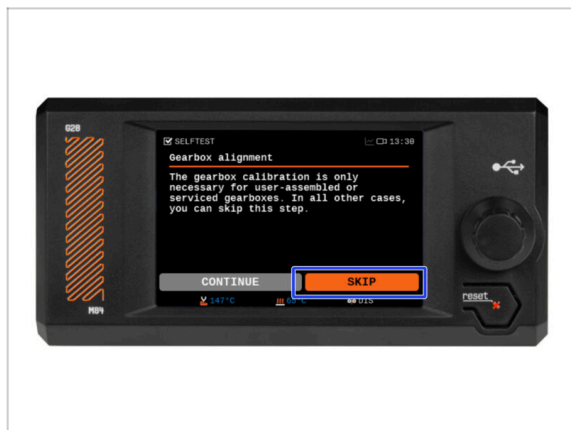 G28
SELFTEST
13:30
Gearbox alignment
The gearbox calibration is only
necessary for user-assembled or
serviced gearboxes. In all other cases,
you can skip this step.
CONTINUE
SKIP
147°C
DIS
reset
M84